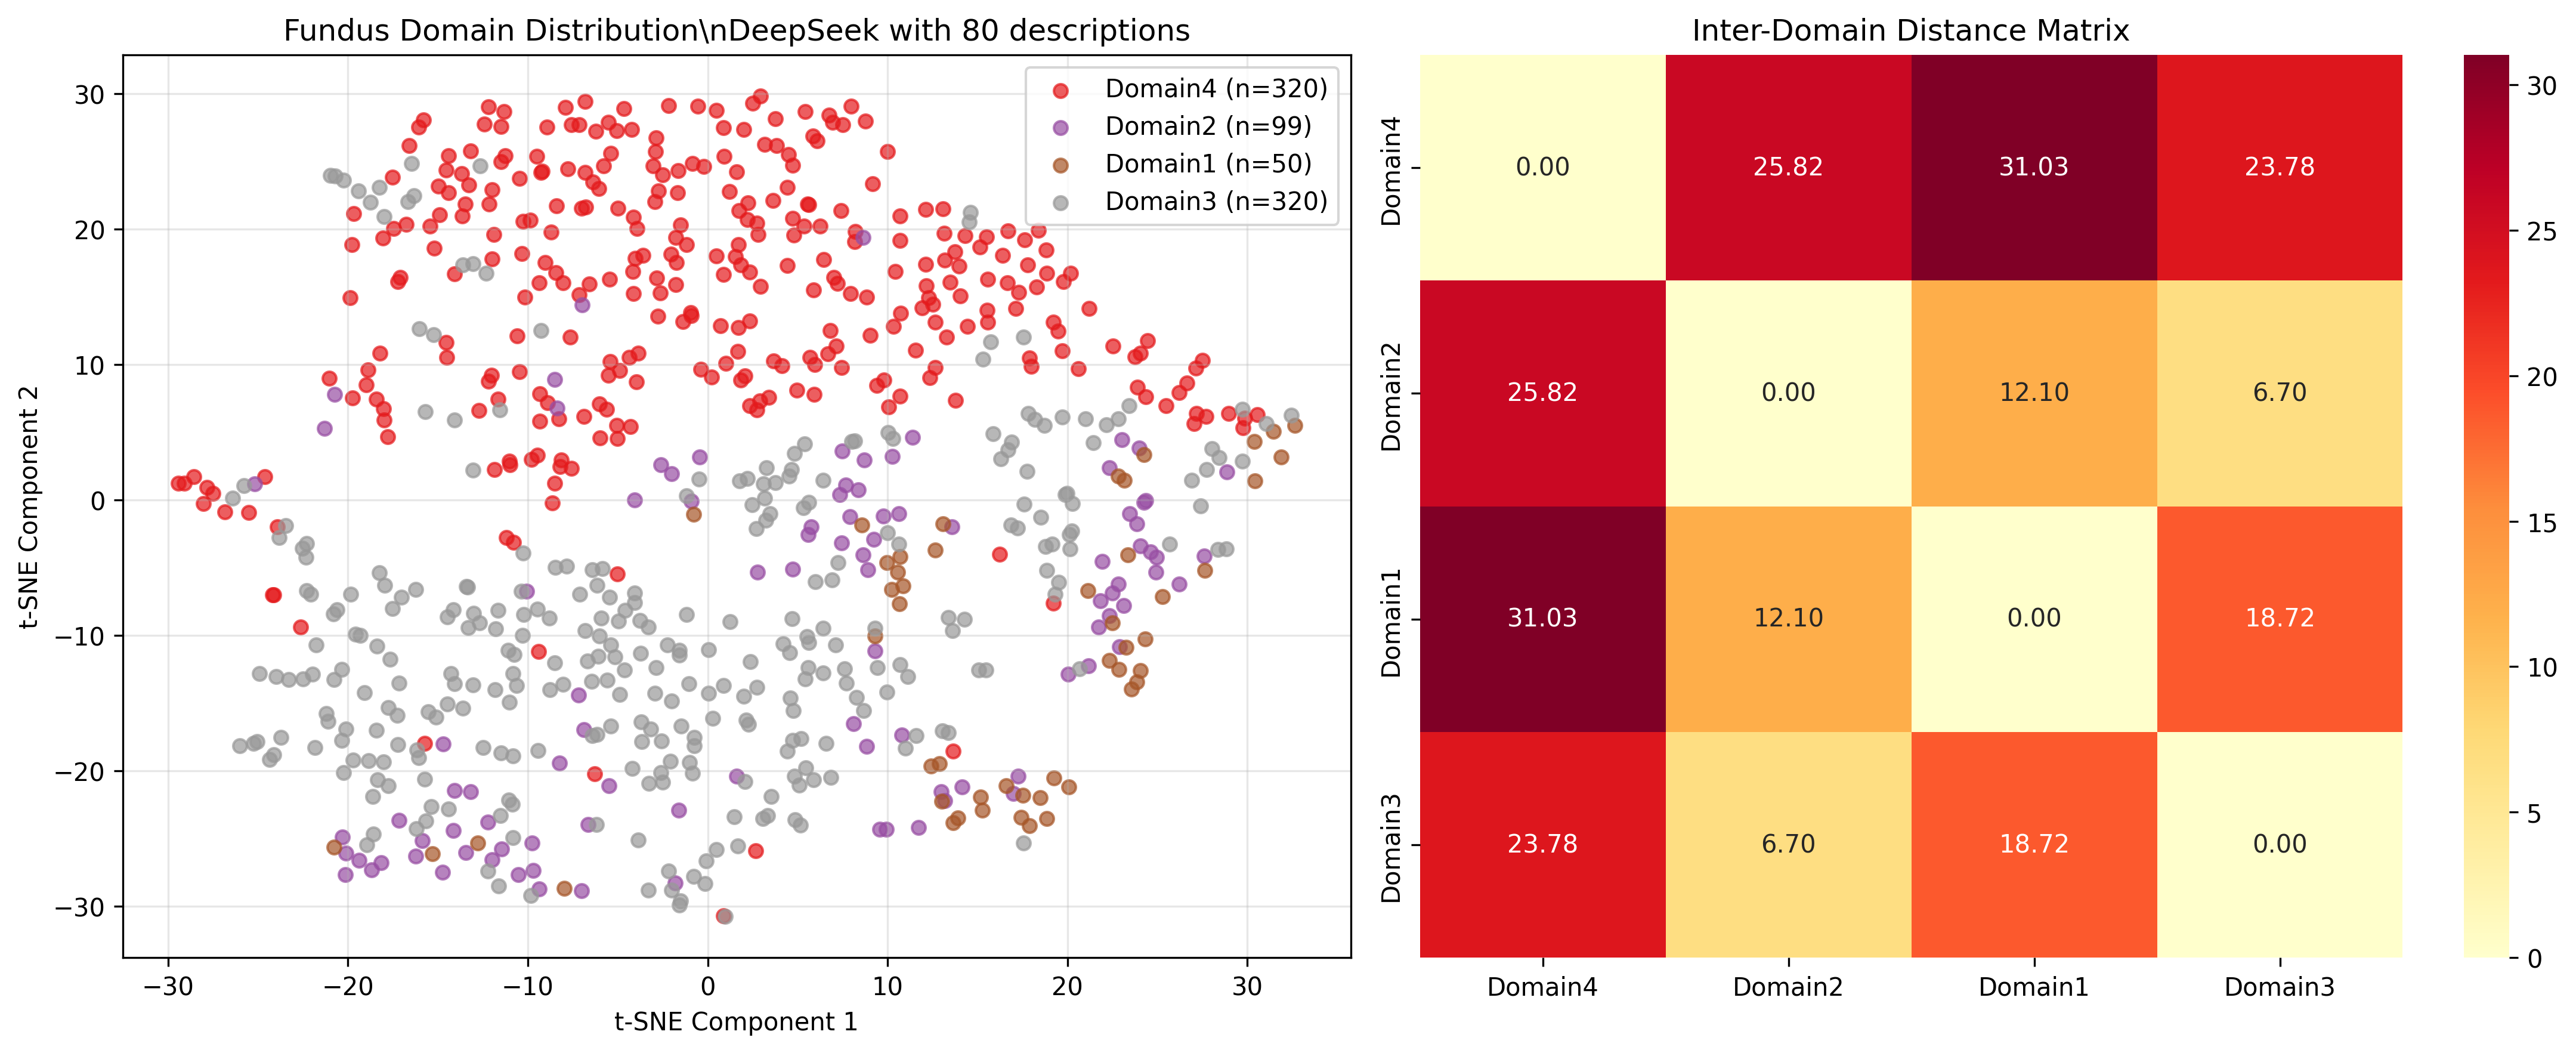 Fundus Domain Distribution\nDeepSeek with 80 descriptions
Domain4 (n=320)
Domain2 (n=99)
Domain1 (n=50)
Domain3 (n=320)
30
20
10
0
−10
−20
−30
t-SNE Component 2
−30
−20
−10
0
10
20
30
t-SNE Component 1
Inter-Domain Distance Matrix
Domain4
0.00
25.82
31.03
23.78
Domain2
25.82
0.00
12.10
6.70
Domain1
31.03
12.10
0.00
18.72
Domain3
23.78
6.70
18.72
0.00
Domain4
Domain2
Domain1
Domain3
30
25
20
15
10
5
0